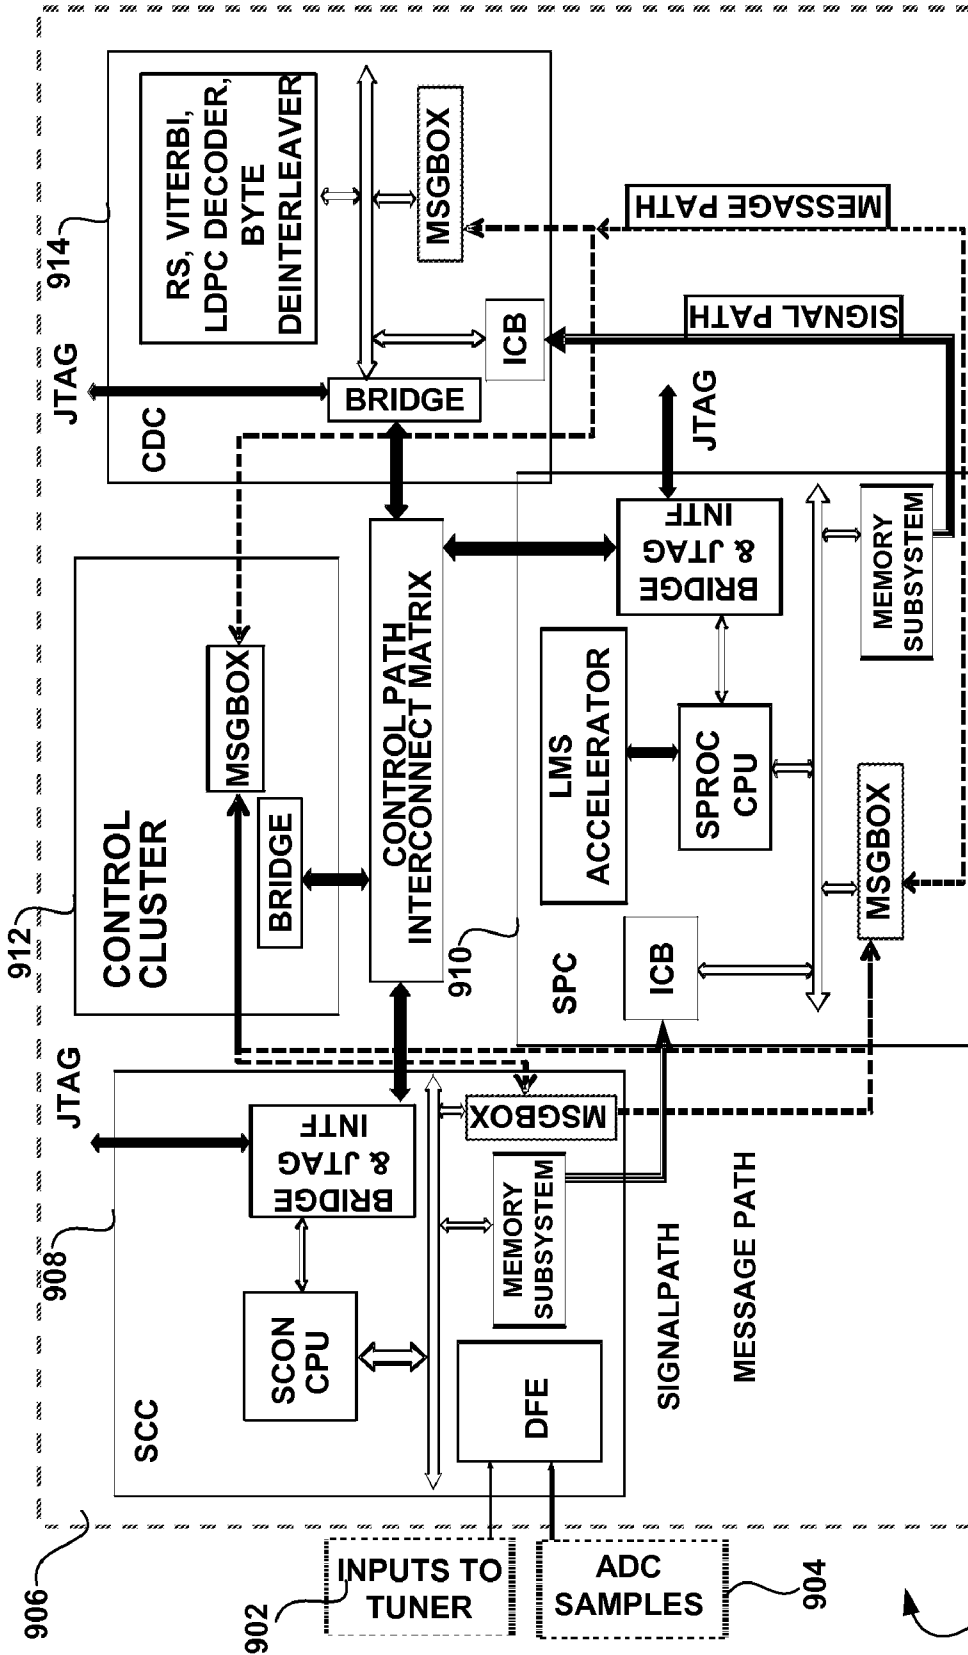 906
902
INPUTS TO
TUNER
ADC
SAMPLES
904
908
SCC
JTAG
SCON
CPU
BRIDGE
& JTAG
INTF
DFE
MEMORY
SUBSYSTEM
MSGBOX
SIGNALPATH
MESSAGE PATH
912
CONTROL
CLUSTER
MSGBOX
BRIDGE
CONTROL PATH
INTERCONNECT MATRIX
910
SPC
ICB
LMS
ACCELERATOR
SPROC
CPU
BRIDGE
& JTAG
INTF
JTAG
MSGBOX
MEMORY
SUBSYSTEM
914
JTAG
CDC
RS, VITERBI,
LDPC DECODER,
BYTE
DEINTERLEAVER
MSGBOX
BRIDGE
ICB
SIGNAL PATH
MESSAGE PATH